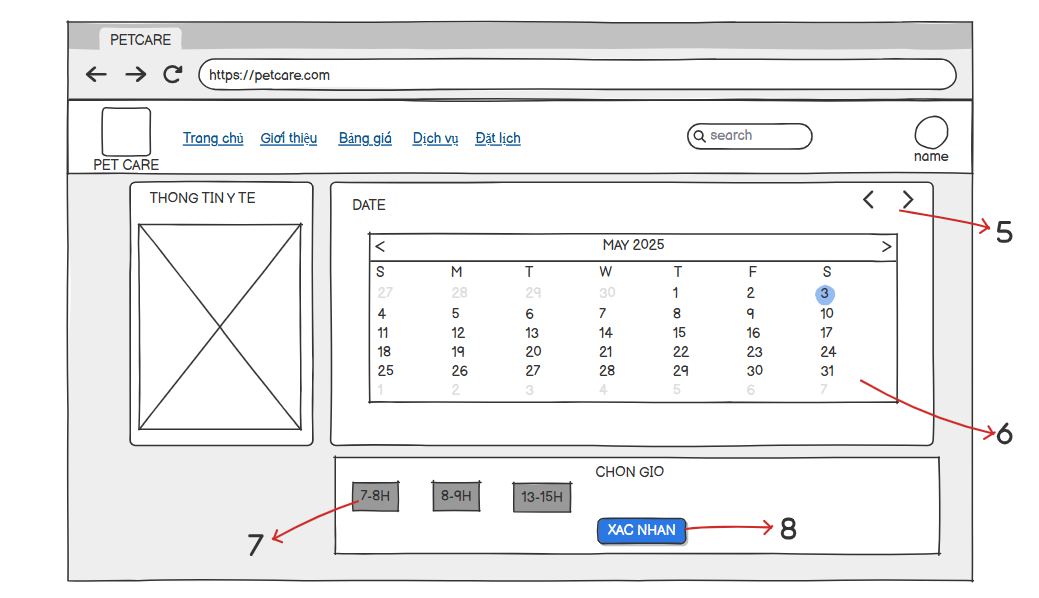 PETCARE
https://petcare.com
PET CARE
Trang chủ Giới thiệu Bảng giá Dịch vụ Đặt lịch
search
name
THONG TIN Y TE
DATE
5
< MAY 2025 >
S M T W T F S
27 28 29 30 1 2 3
4 5 6 7 8 9 10
11 12 13 14 15 16 17
18 19 20 21 22 23 24
25 26 27 28 29 30 31
1 2 3 4 5 6 7
6
CHON GIO
7-8H 8-9H 13-15H
XAC NHAN
7
8